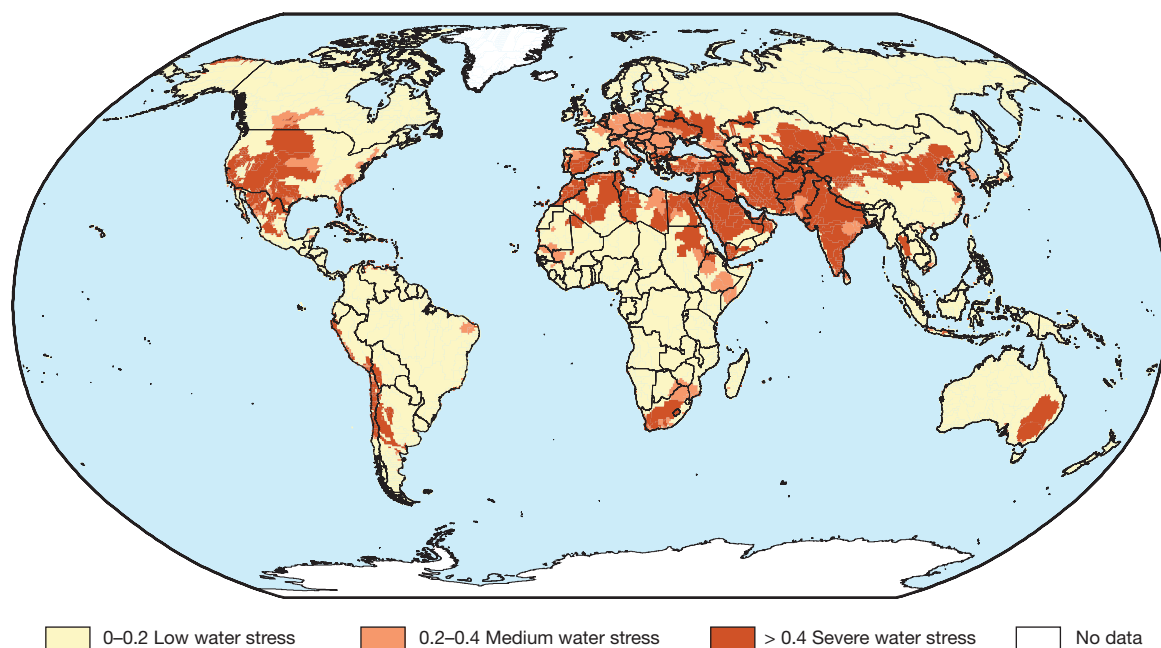 0–0.2 Low water stress
0.2–0.4 Medium water stress
> 0.4 Severe water stress
No data